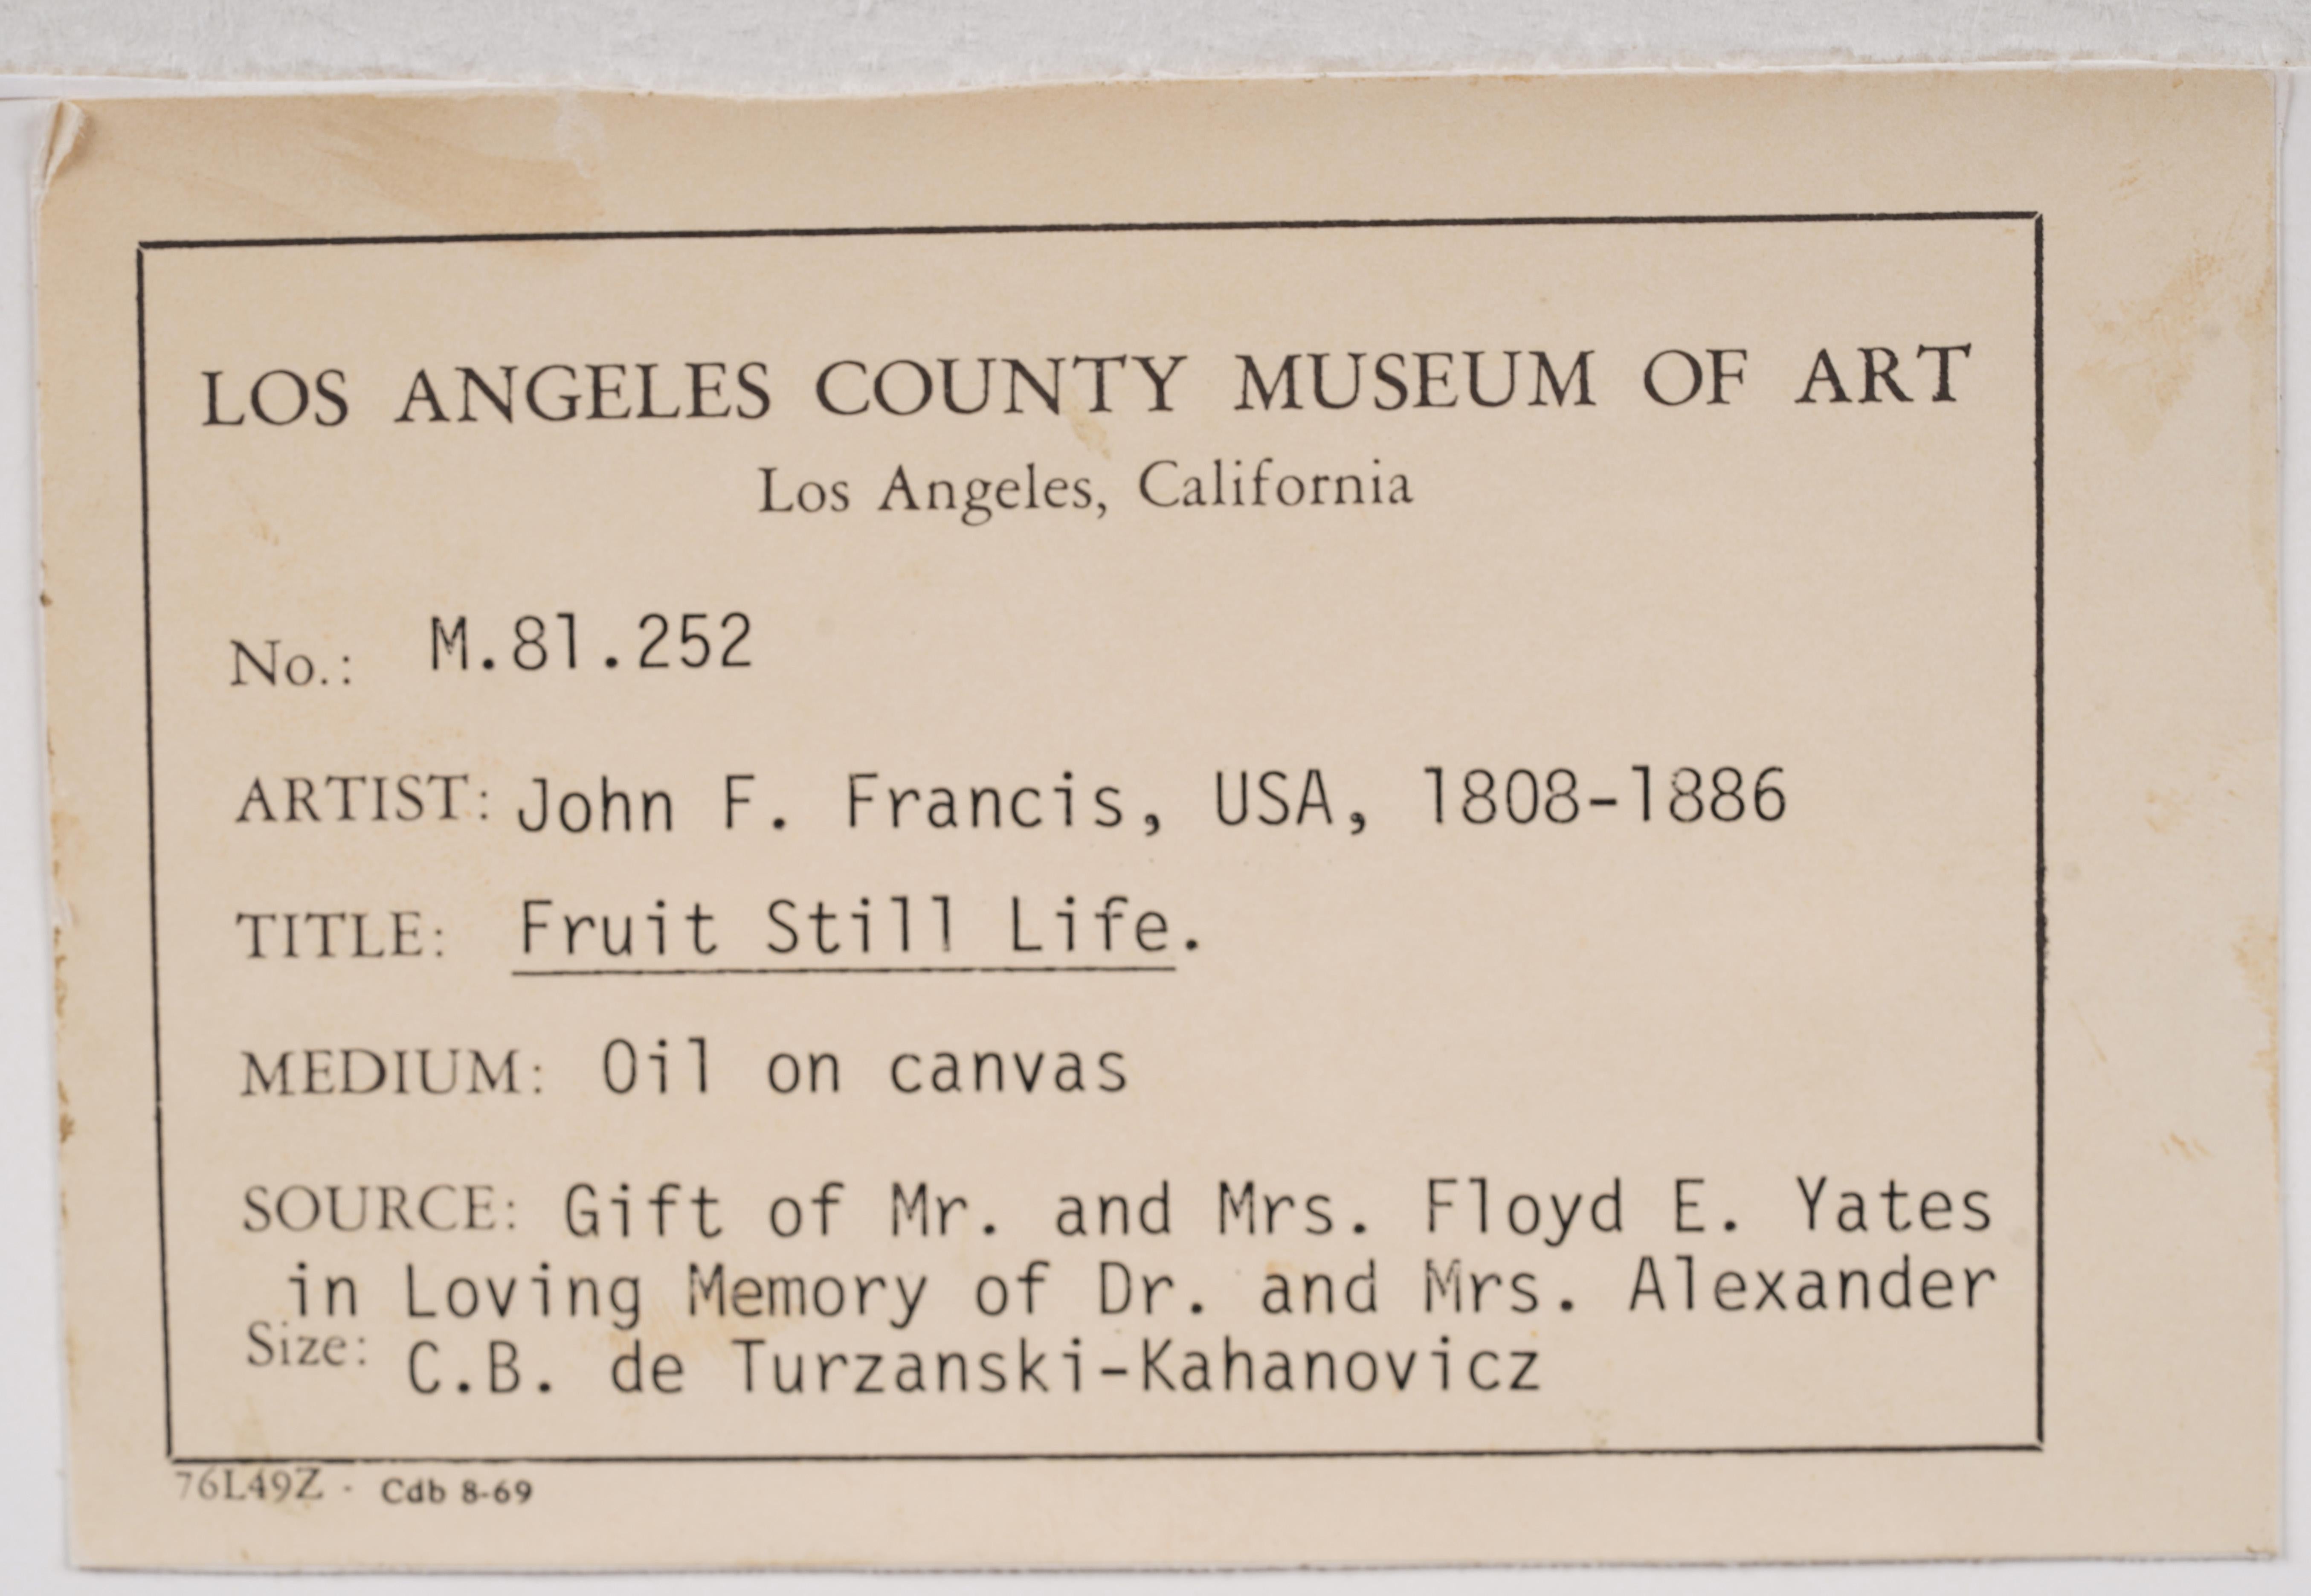 LOS ANGELES COUNTY MUSEUM OF ART
Los Angeles, California
No.: M.81.252
ARTIST: John F. Francis, USA, 1808-1886
TITLE: Fruit Still Life.
MEDIUM: Oil on canvas
SOURCE: Gift of Mr. and Mrs. Floyd E. Yates
in Loving Memory of Dr. and Mrs. Alexander
Size: C.B. de Turzanski-Kahanovicz
76L49Z - Cdb 8-69